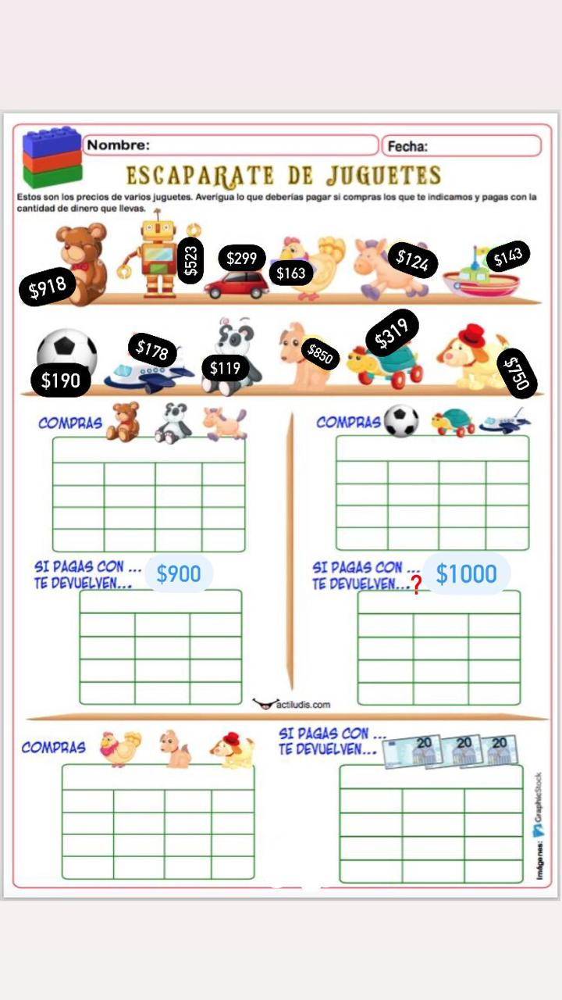 Nombre:
Fecha:
ESCAPARATE DE JUGUETES
Estos son los precios de varios juguetes. Averígua lo que deberías pagar si compras los que te indicamos y pagas con la
cantidad de dinero que llevas.
$918
$523
$299
$163
$124
$143
$190
$178
$119
$850
$319
$750
COMPRAS
COMPRAS
SI PAGAS CON ... $900
TE DEVUELVEN...
SI PAGAS CON ... $1000
TE DEVUELVEN...?
actiludis.com
COMPRAS
SI PAGAS CON ...
TE DEVUELVEN...
20
20
20
Imágenes: GraphicStock